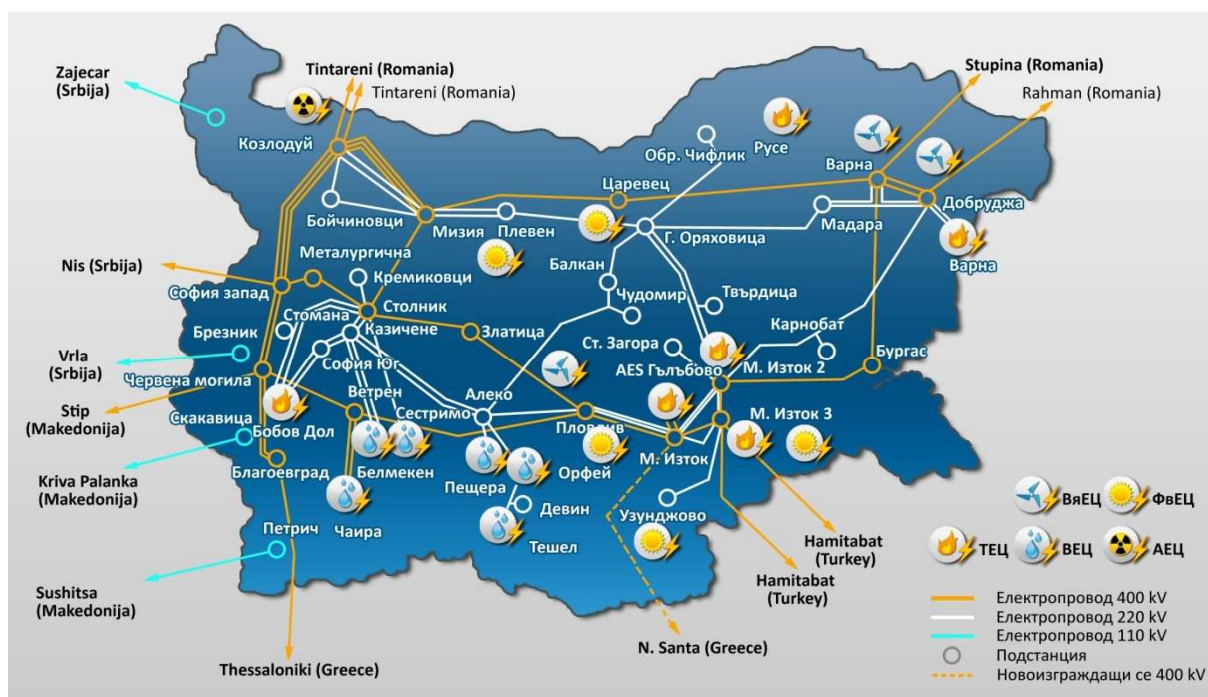 Zajecar
(Srbija)
Tintareni (Romania)
Tintareni (Romania)
Stupina (Romania)
Rahman (Romania)
Козлодуй
Обр. Чифлик
Русе
Варна
Добруджа
Царевец
Бойчиновци
Мизия
Плевен
Г. Оряховица
Мадара
Варна
Металургична
Кремиковци
Балкан
Nis (Srbija)
София запад
Столник
Чудомир
Твърдица
Стомана
Казичене
Златица
Карнобат
Брезник
София Юг
Ст. Загора
Бургас
Vrla
(Srbija)
Червена могила
AES Гълъбово
М. Изток 2
Ветрен
Алеко
Stip
(Makedonija)
Скакавица
Сестримо
Пловдив
М. Изток 3
Бобов Дол
Белмекен
Орфей
М. Изток
Kriva Palanka
(Makedonija)
Благоевград
Пещера
Чаира
Девин
Узунджово
Петрич
Тешел
Sushitsa
(Makedonija)
Hamitabat
(Turkey)
Hamitabat
(Turkey)
N. Santa (Greece)
Thessaloniki (Greece)
ВяЕЦ
ФвЕЦ
ТЕЦ
ВЕЦ
АЕЦ
Електропровод 400 kV
Електропровод 220 kV
Електропровод 110 kV
Подстанция
Новоизграждащи се 400 kV